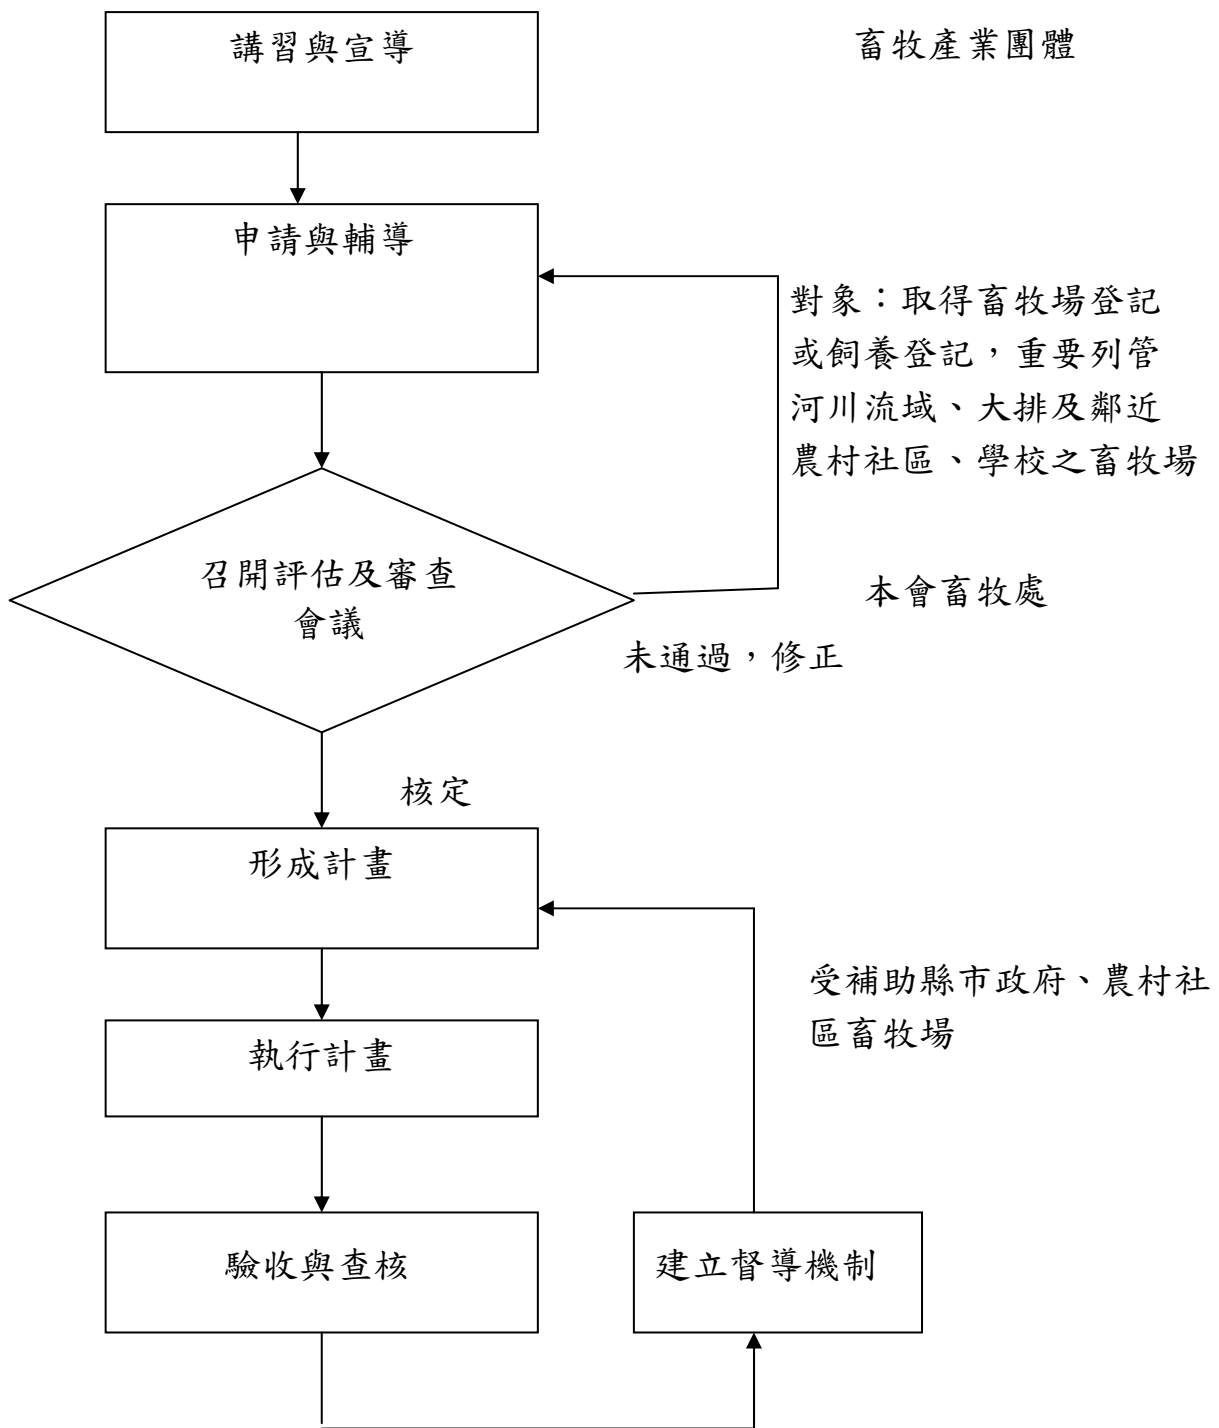 講習與宣導
畜牧產業團體
申請與輔導
對象：取得畜牧場登記
或飼養登記，重要列管
河川流域、大排及鄰近
農村社區、學校之畜牧場
召開評估及審查
會議
本會畜牧處
未通過，修正
核定
形成計畫
受補助縣市政府、農村社
區畜牧場
執行計畫
驗收與查核
建立督導機制